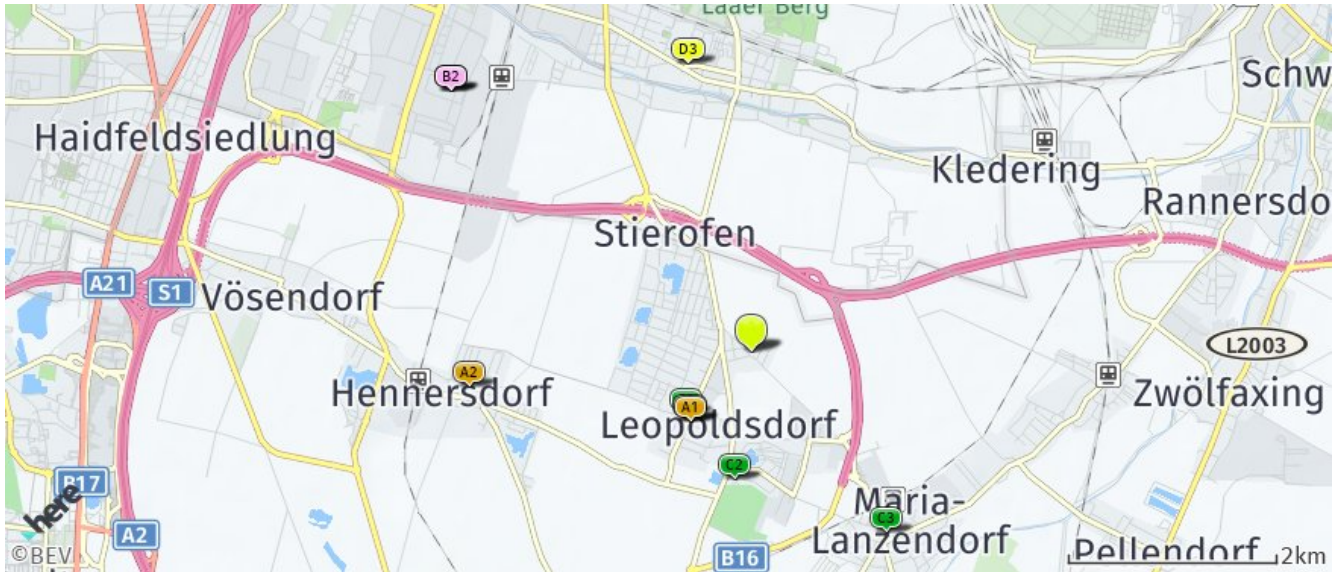 Laaer Berg
D3
B2
Schw
Haidfeldsiedlung
Kledering
Rannersdo
Stierofen
A21
S1
Vösendorf
L2003
A2
Hennersdorf
Zwölfaxing
A1
Leopoldsdorf
C2
B17
here
Maria-
Lanzendorf
C3
A2
©BEV
B16
Pellendorf
2km